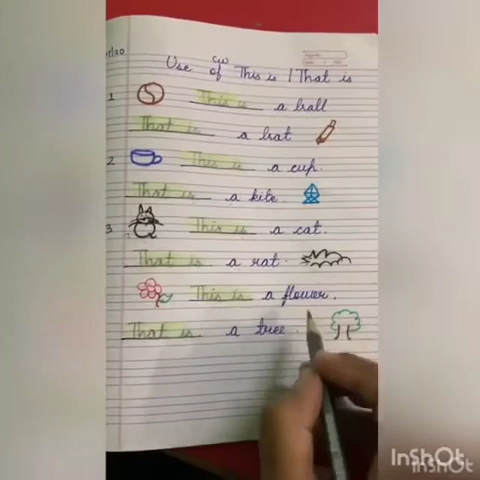 CW
Use of This is / That is
1 This is a ball
That is a bat
2 This is a cup.
That is a kite.
3 This is a cat.
That is a rat.
This is a flower.
That is a tree.
InShOt